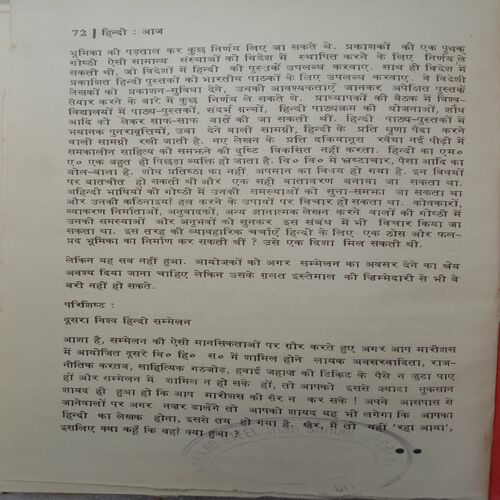 72 | हिन्दी : आज
भूमिका की पड़ताल कर कुछ निर्णय लिए जा सकते थे. प्रकाशकों की एक पृथक्
गोष्ठी ऐसी सामान्य संस्थाओं को विदेश में स्थापित करने के लिए निर्णय ले
सकती थी, जो विदेशों में हिन्दी की पुस्तकें उपलब्ध करवाए. साथ ही विदेश में
प्रकाशित हिन्दी पुस्तकों को भारतीय पाठकों के लिए उपलब्ध करवाए. वे विदेशी
लेखकों को प्रकाशन-सुविधा देने, उनकी आवश्यकताएँ जानकर अपेक्षित पुस्तकें
तैयार करने के बारे में कुछ निर्णय ले सकते थे. प्राध्यापकों की बैठक में विश्व-
विद्यालयों में पाठ्य-पुस्तकों, संदर्भ ग्रन्थों, हिन्दी पाठ्यक्रम की योजनाओं, शोध
आदि को लेकर साफ़-साफ़ बातें की जा सकती थीं. हिन्दी पाठ्य-पुस्तकों में
भयानक पुनरावृत्तियाँ, उबा देने वाली सामग्री, हिन्दी के प्रति घृणा पैदा करने
वाली सामग्री रखी जाती है. नए लेखन के प्रति दकियानूस रवैया नई पीढ़ी में
समकालीन साहित्य को समझने की दृष्टि विकसित नहीं करता. हिन्दी का एम०
ए० एक बहुत ही पिछड़ा व्यक्ति हो जाता है. वि० वि० में भ्रष्टाचार, पैसा आदि का
बोल-बाला है. शोध प्रतिष्ठा का नहीं अपमान का विषय हो गया है. इन विषयों
पर बातचीत हो सकती थी और एक सही वातावरण बनाया जा सकता था.
अहिन्दी भाषियों की गोष्ठी में उनकी समस्याओं को सुना-समझा जा सकता था
और उनकी कठिनाइयाँ हल करने के उपायों पर विचार हो सकता था. कोषकारों,
व्याकरण निर्माताओं, अनुवादकों, अन्य ज्ञानात्मक लेखन करने वालों की गोष्ठी में
उनकी समस्याओं और अनुभवों को सुनकर इस संबंध में भी विचार किया जा
सकता था. इस तरह की व्यावहारिक चर्चाएँ हिन्दी के लिए एक ठोस और फल-
प्रद भूमिका का निर्माण कर सकती थीं ? उसे एक दिशा मिल सकती थी.
लेकिन यह सब नहीं हुआ. आयोजकों को अगर सम्मेलन का अवसर देने का श्रेय
अवश्य दिया जाना चाहिए लेकिन उसके ग़लत इस्तेमाल की ज़िम्मेदारी से भी वे
बरी नहीं हो सकते.
परिशिष्ट :
दूसरा विश्व हिन्दी सम्मेलन
आशा है, सम्मेलन की ऐसी मानसिकताओं पर ग़ौर करते हुए अगर आप मारीशस
में आयोजित दूसरे वि० हि० स० में शामिल होने लायक अवसरवादिता, राज-
नीतिक करतब, साहित्यिक गठजोड़, हवाई जहाज की टिकिट के पैसे न जुटा पाए
हों और सम्मेलन में शामिल न हो सके हों, तो आपको इससे ज़्यादा नुकसान
शायद ही हुआ हो कि आप मारीशस की सैर न कर सके ! अपने आसपास से
जानेवालों पर अगर नज़र डालेंगे तो आपको शायद यह भी लगेगा कि आपका
हिन्दी का लेखक होना, इससे तय हो गया है. खैर, मैं तो यहीं 'रहा आया',
इसलिए क्या कहूँ कि वहाँ क्या हुआ ?